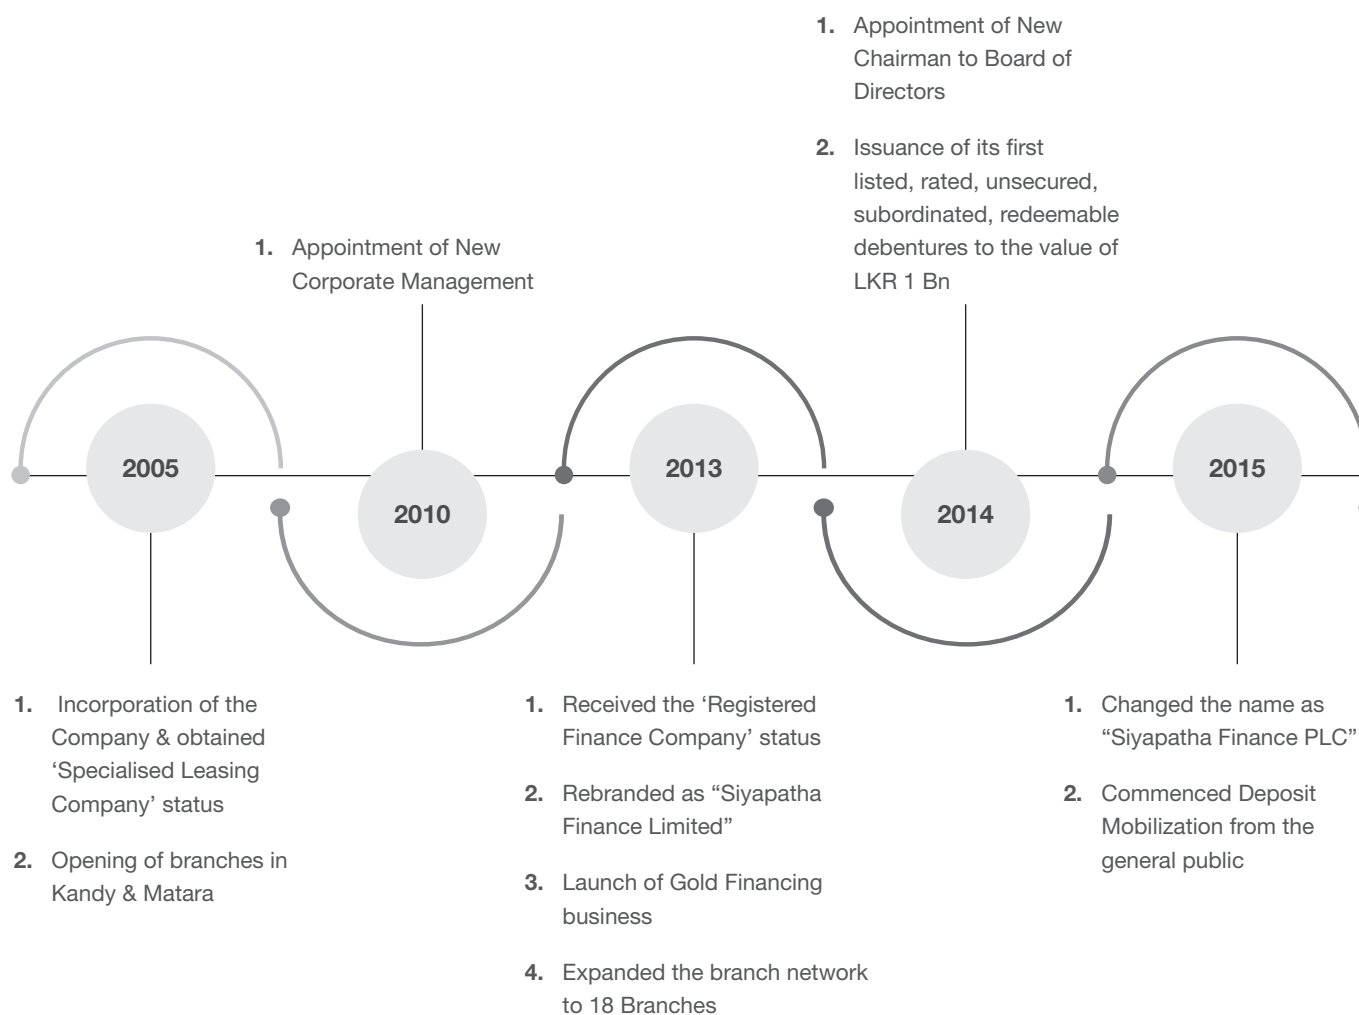 2005
1. Incorporation of the
Company & obtained
‘Specialised Leasing
Company’ status
2. Opening of branches in
Kandy & Matara
1. Appointment of New
Corporate Management
2010
2013
1. Received the ‘Registered
Finance Company’ status
2. Rebranded as “Siyapatha
Finance Limited”
3. Launch of Gold Financing
business
4. Expanded the branch network
to 18 Branches
1. Appointment of New
Chairman to Board of
Directors
2. Issuance of its first
listed, rated, unsecured,
subordinated, redeemable
debentures to the value of
LKR 1 Bn
2014
2015
1. Changed the name as
“Siyapatha Finance PLC”
2. Commenced Deposit
Mobilization from the
general public